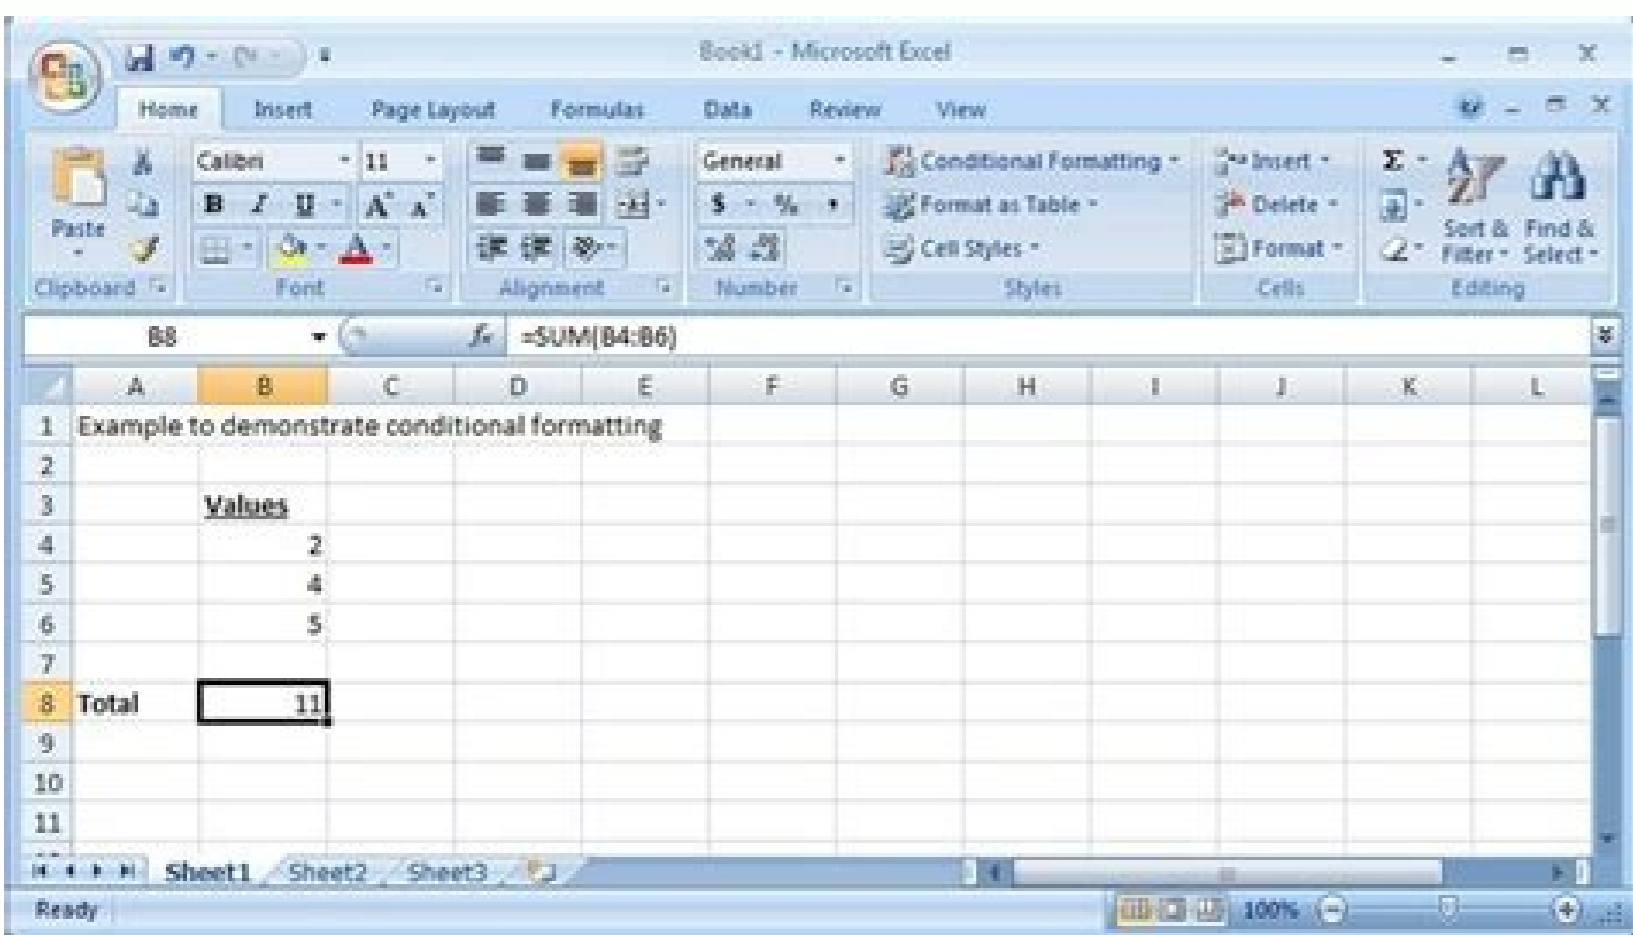 Book1 - Microsoft Excel
Home Insert Page Layout Formulas Data Review View
Paste
Clipboard
Calibri 11
B I U A A
A
Font
Alignment
General
$ %
Number
Conditional Formatting
Format as Table
Cell Styles
Styles
Insert
Delete
Format
Cells
Σ
Sort & Filter
Find & Select
Editing
B8 fx =SUM(B4:B6)
A B C D E F G H I J K L
1 Example to demonstrate conditional formatting
2
3 Values
4 2
5 4
6 5
7
8 Total 11
9
10
11
Sheet1 Sheet2 Sheet3
Ready 100%